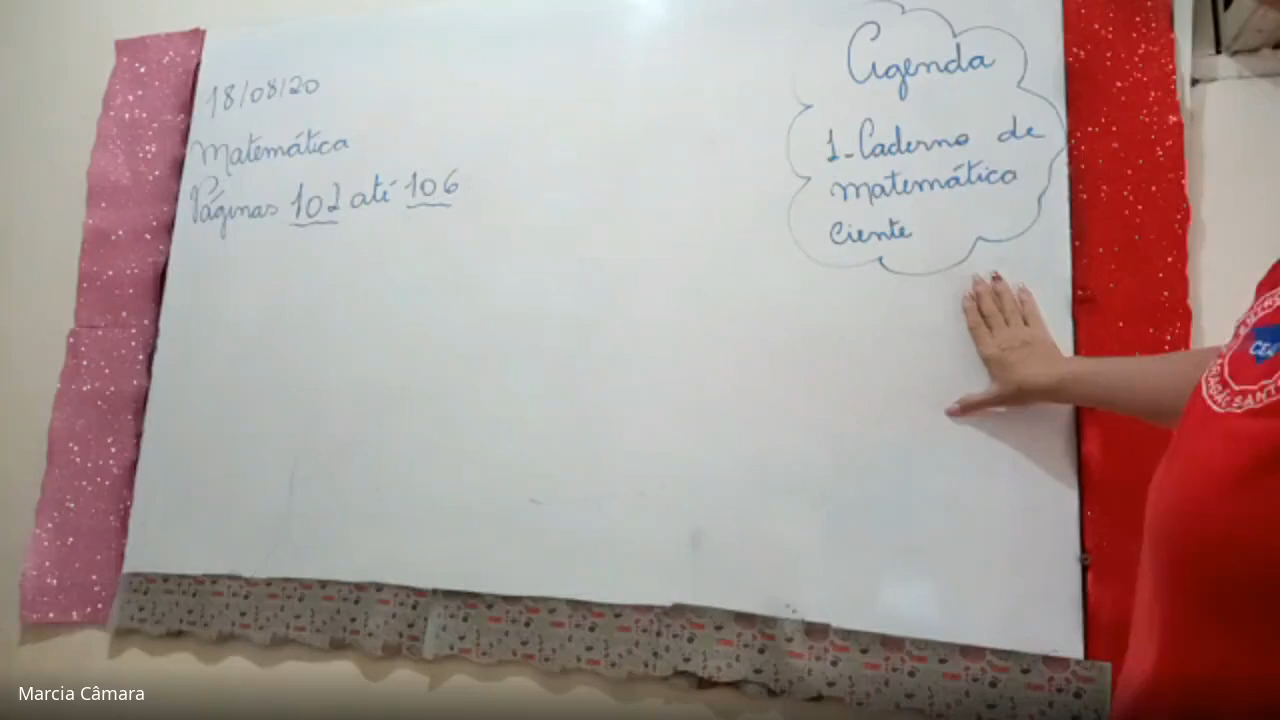 18/08/20
Matemática
Páginas 102 até 106
Agenda
1-Caderno de
matemática
Ciente
Marcia Câmara